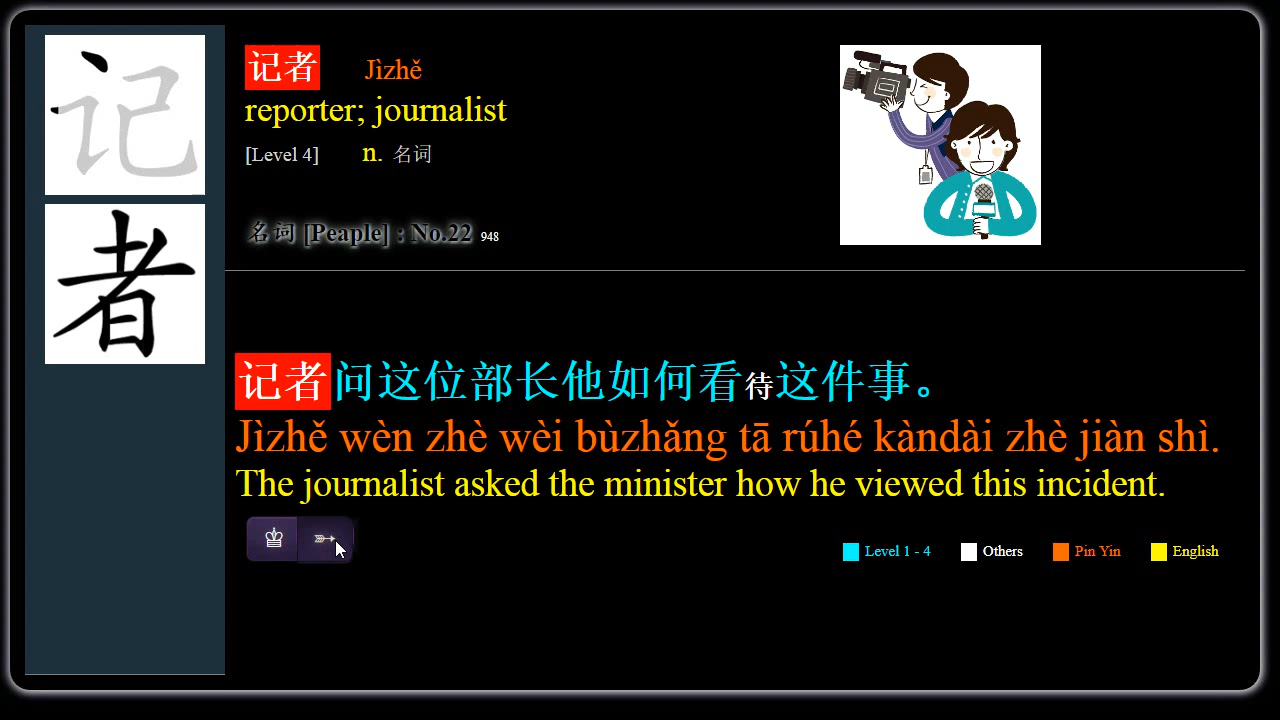 记
者
记者 Jìzhě
reporter; journalist
[Level 4] n. 名词
名词 [Peaple] : No.22 948
记者问这位部长他如何看待这件事。
Jìzhě wèn zhè wèi bùzhǎng tā rúhé kàndài zhè jiàn shì.
The journalist asked the minister how he viewed this incident.
Level 1 - 4 Others Pin Yin English